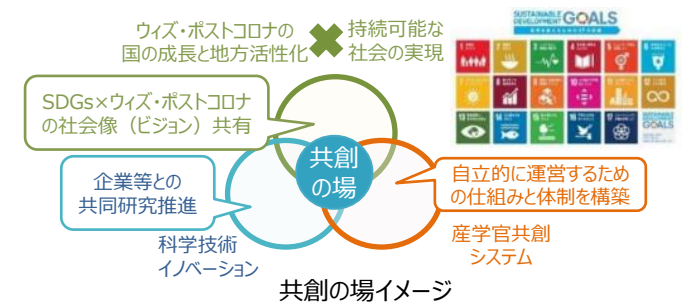 ウィズ・ポストコロナの
国の成長と地方活性化
持続可能な
社会の実現
SUSTAINABLE
DEVELOPMENT GOALS
SDGs×ウィズ・ポストコロナ
の社会像（ビジョン）共有
共創
の場
企業等との
共同研究推進
自立的に運営するため
の仕組みと体制を構築
科学技術
イノベーション
産学官共創
システム
共創の場イメージ